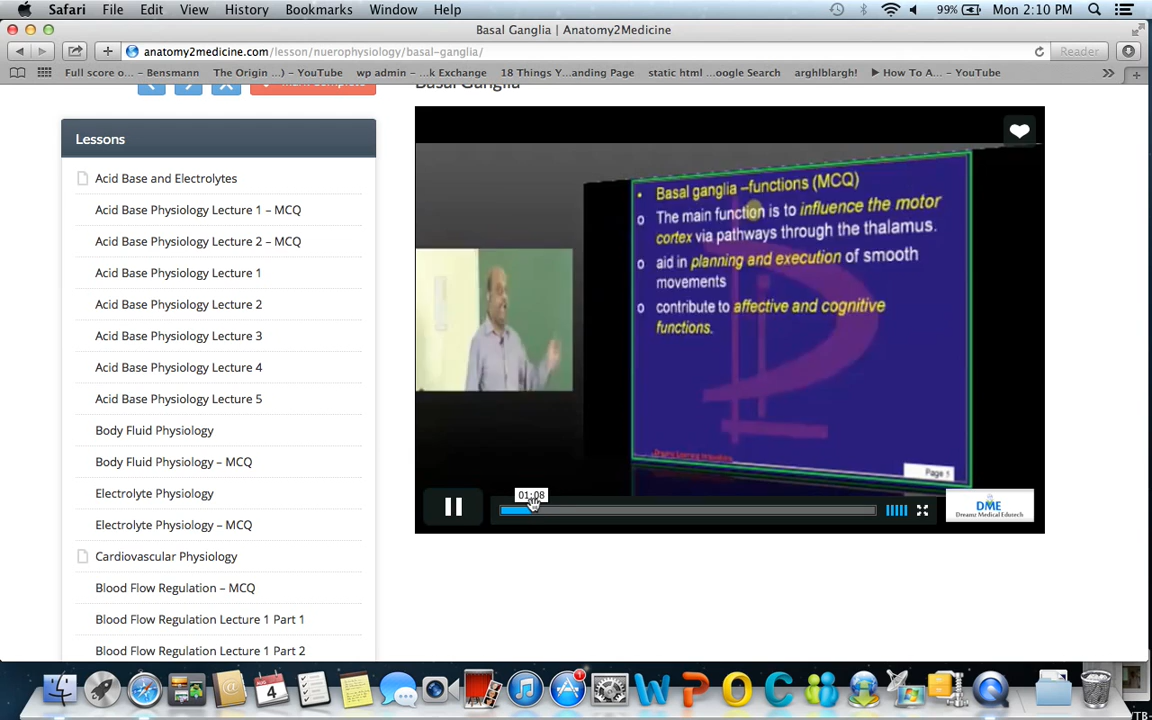 Safari File Edit View History Bookmarks Window Help 99% Mon 2:10 PM
Basal Ganglia | Anatomy2Medicine
anatomy2medicine.com/lesson/nuerophysiology/basal-ganglia/ Reader
Full score o... – Bensmann The Origin ...) – YouTube wp admin – ...k Exchange 18 Things Y...anding Page static html ...oogle Search arghlblargh! ▶ How To A... – YouTube
Basal Ganglia
Lessons
Acid Base and Electrolytes
Acid Base Physiology Lecture 1 – MCQ
Acid Base Physiology Lecture 2 – MCQ
Acid Base Physiology Lecture 1
Acid Base Physiology Lecture 2
Acid Base Physiology Lecture 3
Acid Base Physiology Lecture 4
Acid Base Physiology Lecture 5
Body Fluid Physiology
Body Fluid Physiology – MCQ
Electrolyte Physiology
Electrolyte Physiology – MCQ
Cardiovascular Physiology
Blood Flow Regulation – MCQ
Blood Flow Regulation Lecture 1 Part 1
Blood Flow Regulation Lecture 1 Part 2
• Basal ganglia –functions (MCQ)
o The main function is to influence the motor
cortex via pathways through the thalamus.
o aid in planning and execution of smooth
movements
o contribute to affective and cognitive
functions.
Page 1
01:08
DME
Dreamz Medical Edutech
4
1